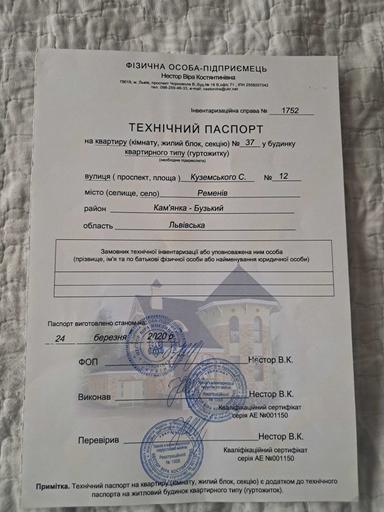 ФІЗИЧНА ОСОБА-ПІДПРИЄМЕЦЬ
Нестор Віра Костянтинівна
Інвентаризаційна справа № 1752
ТЕХНІЧНИЙ ПАСПОРТ
на квартиру (кімнату, жилий блок, секцію) № 37 у будинку
квартирного типу (гуртожитку)
(необхідне підкреслити)
вулиця ( проспект, площа ) Куземського С. № 12
місто (селище, село) Ременів
район Кам'янка - Бузький
область Львівська
Замовник технічної інвентаризації або уповноважена ним особа
(прізвище, ім'я та по батькові фізичної особи або найменування юридичної особи)
Паспорт виготовлено станом на:
24 березня 2020 р.
ФОП Нестор В.К.
Виконав Нестор В.К.
Кваліфікаційний сертифікат
серія АЕ №001150
Перевірив Нестор В.К.
Кваліфікаційний сертифікат
серія АЕ №001150
Примітка. Технічний паспорт на квартиру (кімнату, жилий блок, секцію) є додатком до технічного
паспорта на житловий будинок квартирного типу (гуртожиток).